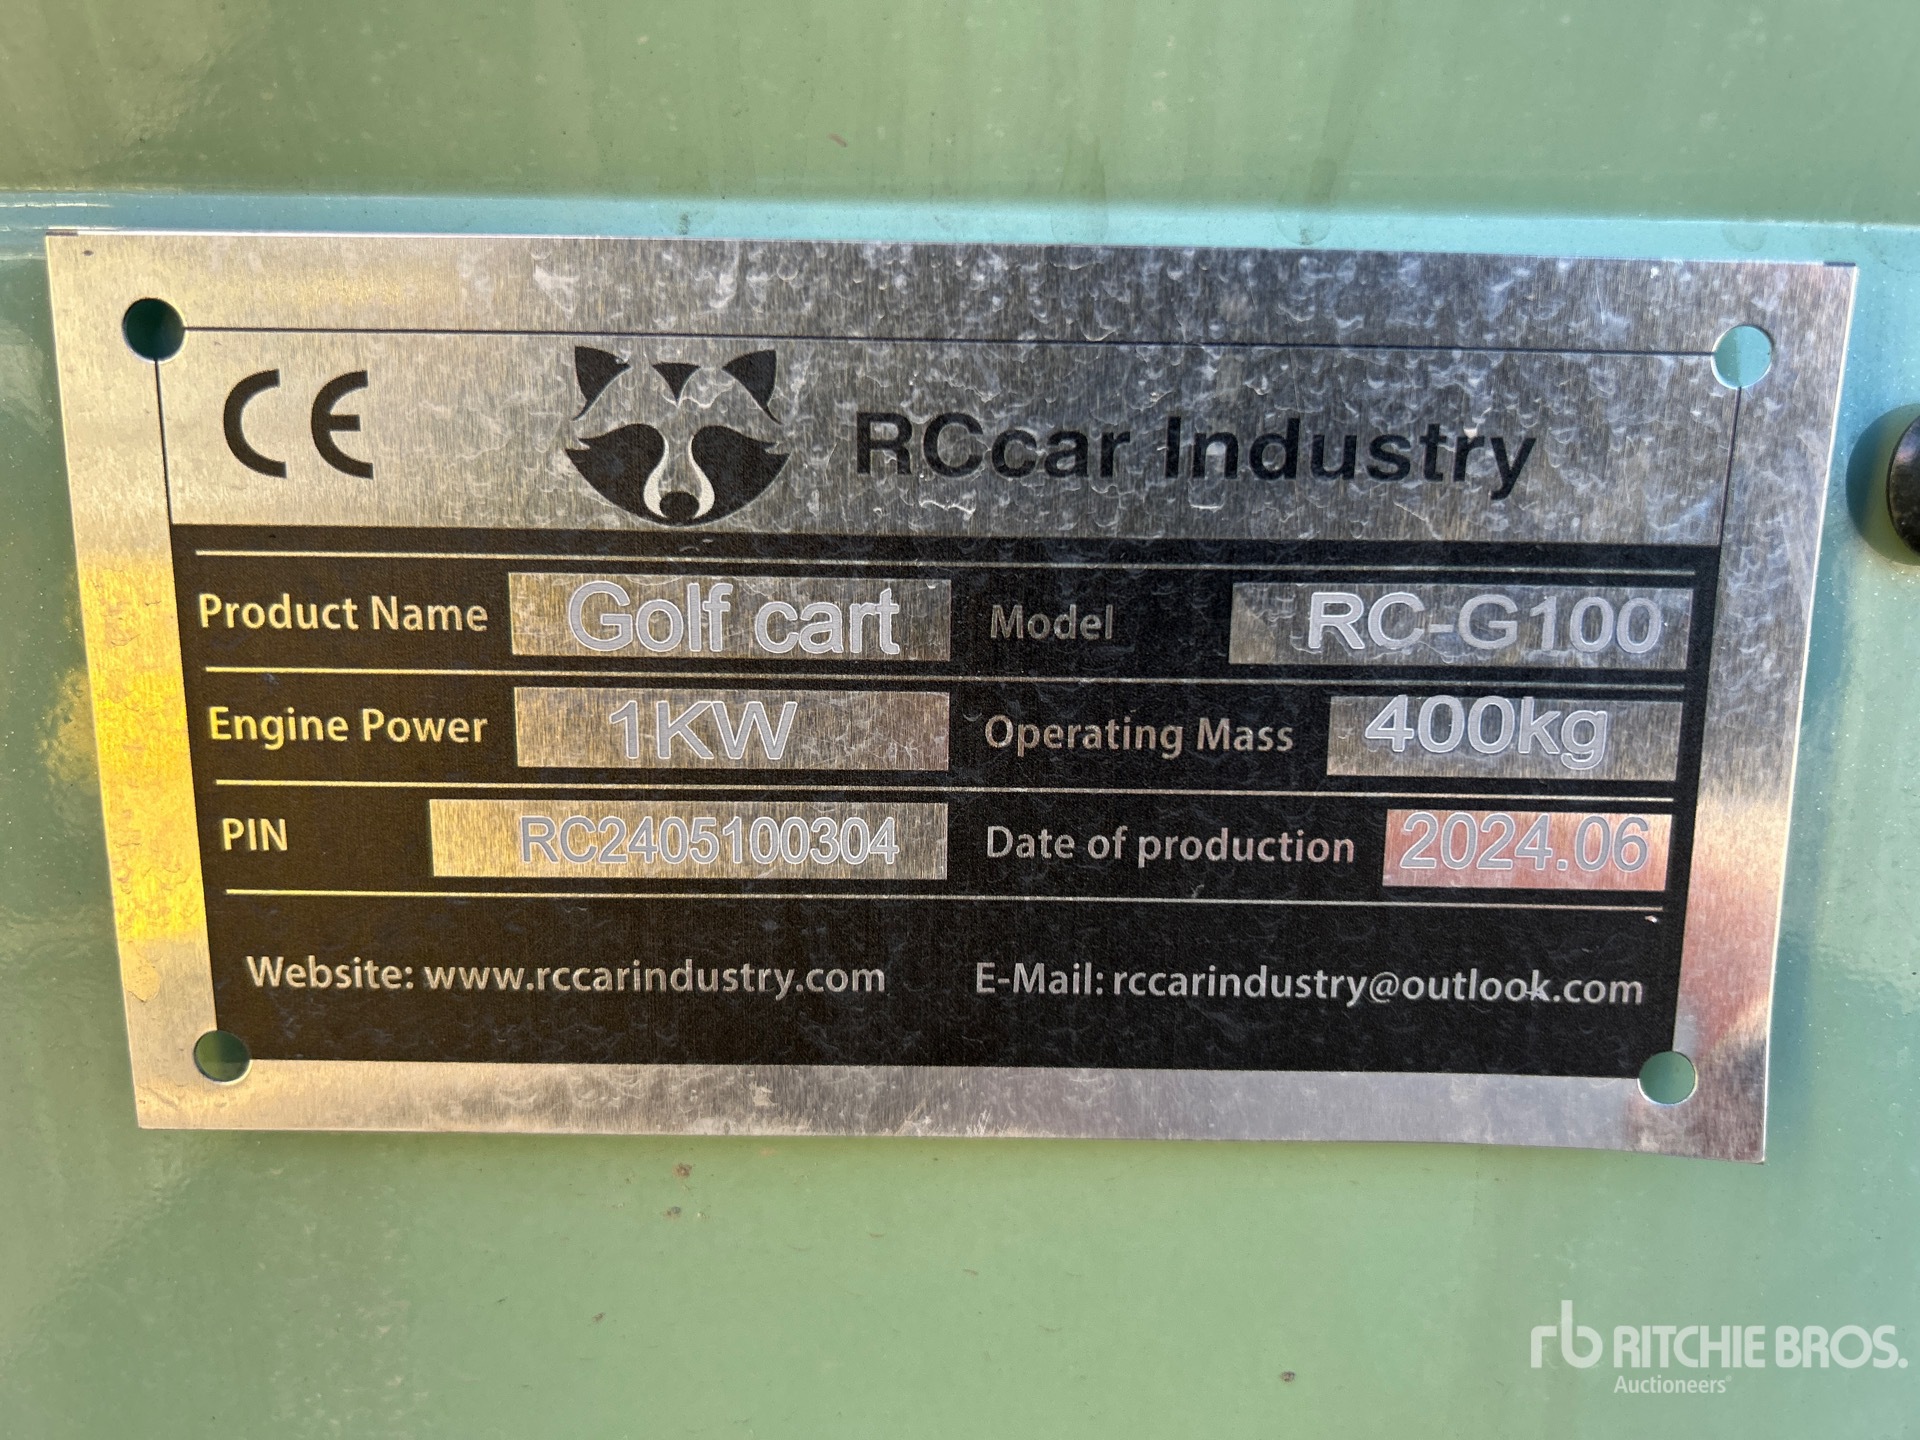 CE RCcar Industry
Product Name Golf cart Model RC-G100
Engine Power 1KW Operating Mass 400kg
PIN RC2405100304 Date of production 2024.06
Website: www.rccarindustry.com E-Mail: rccarindustry@outlook.com
rb RITCHIE BROS.
Auctioneers